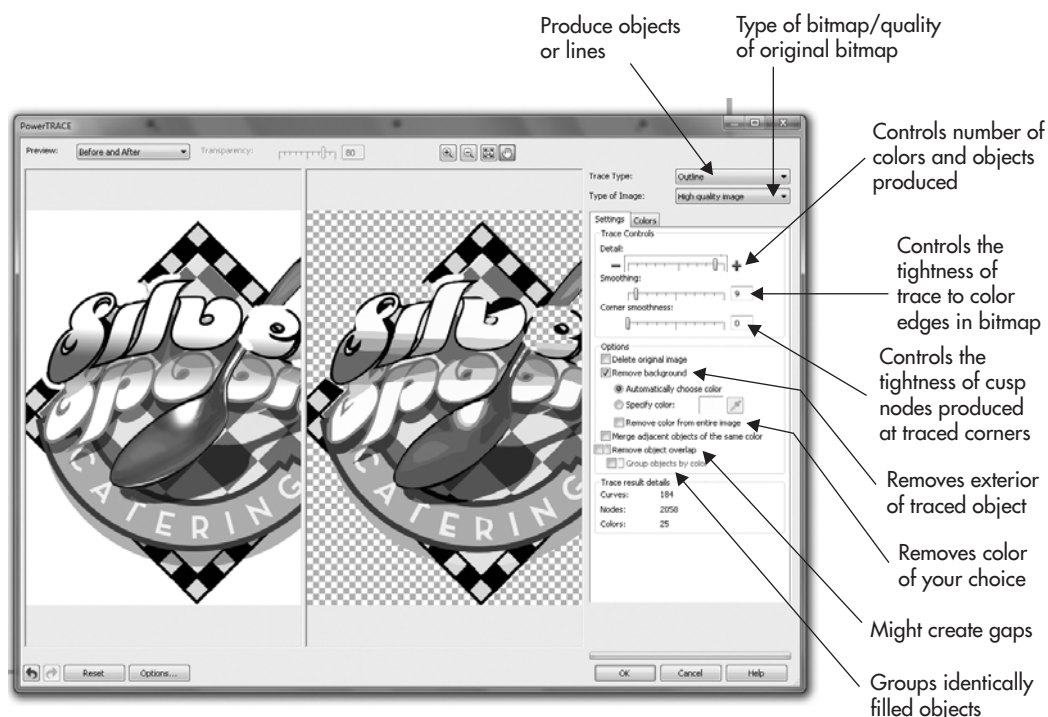 Produce objects
or lines
Type of bitmap/quality
of original bitmap
PowerTRACE
Preview: Before and After Transparency: 80
Trace Type: Outline
Type of Image: High quality image
Settings Colors
Trace Controls
Detail:
Smoothing:
9
Corner smoothness:
0
Options
Delete original image
Remove background
Automatically choose color
Specify color:
Remove color from entire image
Merge adjacent objects of the same color
Remove object overlap
Group objects by color
Trace result details
Curves: 184
Nodes: 2058
Colors: 25
Reset Options... OK Cancel Help
Silve
Spoon
CATERING
Silve
Spoon
CATERING
Controls number of
colors and objects
produced
Controls the
tightness of
trace to color
edges in bitmap
Controls the
tightness of cusp
nodes produced
at traced corners
Removes exterior
of traced object
Removes color
of your choice
Might create gaps
Groups identically
filled objects